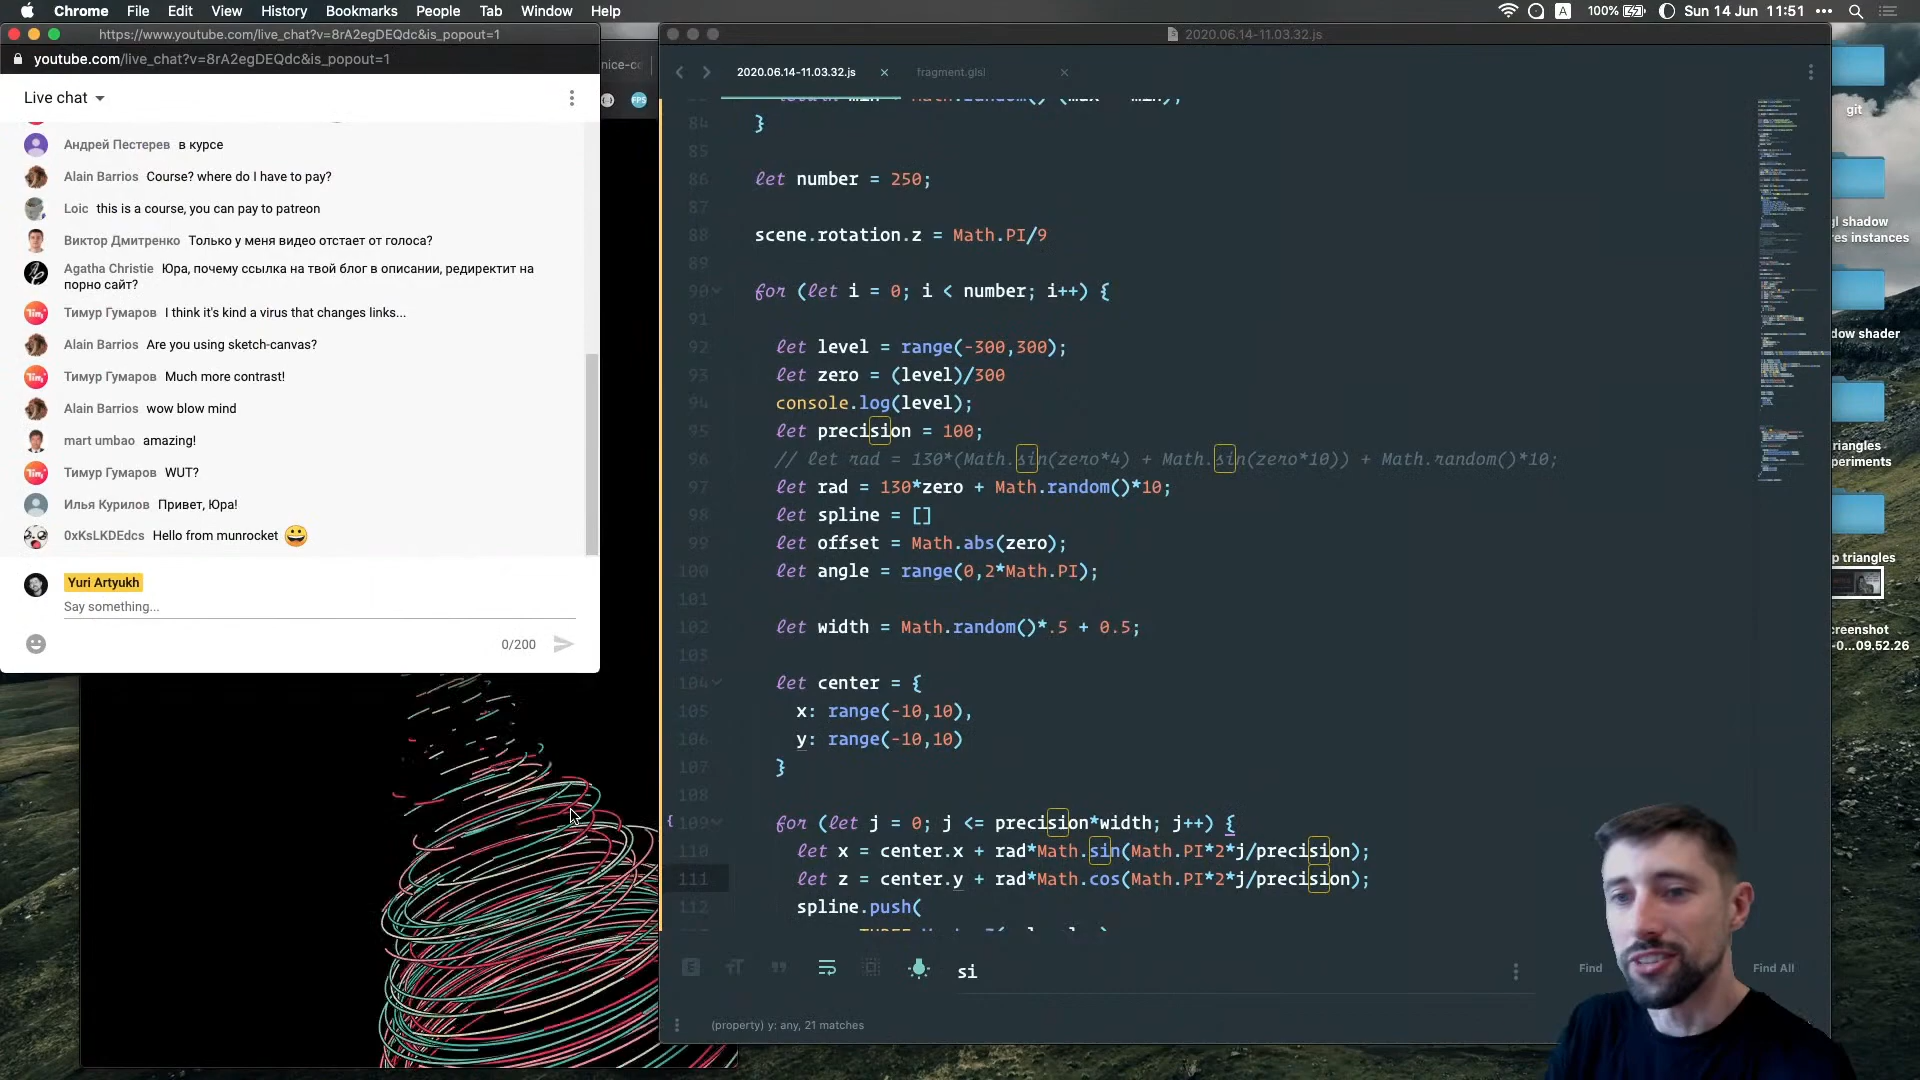 Chrome File Edit View History Bookmarks People Tab Window Help
A 100% Sun 14 Jun 11:51
https://www.youtube.com/live_chat?v=8rA2egDEQdc&is_popout=1
youtube.com/live_chat?v=8rA2egDEQdc&is_popout=1
Live chat
Андрей Пестерев в курсе
Alain Barrios Course? where do I have to pay?
Loic this is a course, you can pay to patreon
Виктор Дмитренко Только у меня видео отстает от голоса?
Agatha Christie Юра, почему ссылка на твой блог в описании, редиректит на
порно сайт?
Тимур Гумаров I think it's kind a virus that changes links...
Alain Barrios Are you using sketch-canvas?
Тимур Гумаров Much more contrast!
Alain Barrios wow blow mind
mart umbao amazing!
Тимур Гумаров WUT?
Илья Курилов Привет, Юра!
0xKsLKDEdcs Hello from munrocket 😀
Yuri Artyukh
Say something...
0/200
FPS
2020.06.14-11.03.32.js
2020.06.14-11.03.32.js fragment.glsl
84 }
85
86 let number = 250;
87
88 scene.rotation.z = Math.PI/9
89
90 for (let i = 0; i < number; i++) {
91
92 let level = range(-300,300);
93 let zero = (level)/300
94 console.log(level);
95 let precision = 100;
96 // let rad = 130*(Math.sin(zero*4) + Math.sin(zero*10)) + Math.random()*10;
97 let rad = 130*zero + Math.random()*10;
98 let spline = []
99 let offset = Math.abs(zero);
100 let angle = range(0,2*Math.PI);
101
102 let width = Math.random()*.5 + 0.5;
103
104 let center = {
105 x: range(-10,10),
106 y: range(-10,10)
107 }
108
109 for (let j = 0; j <= precision*width; j++) {
110 let x = center.x + rad*Math.sin(Math.PI*2*j/precision);
111 let z = center.y + rad*Math.cos(Math.PI*2*j/precision);
112 spline.push(
si
Find Find All
(property) y: any, 21 matches
git
gl shadow
res instances
dow shader
riangles
periments
p triangles
creenshot
-0...09.52.26